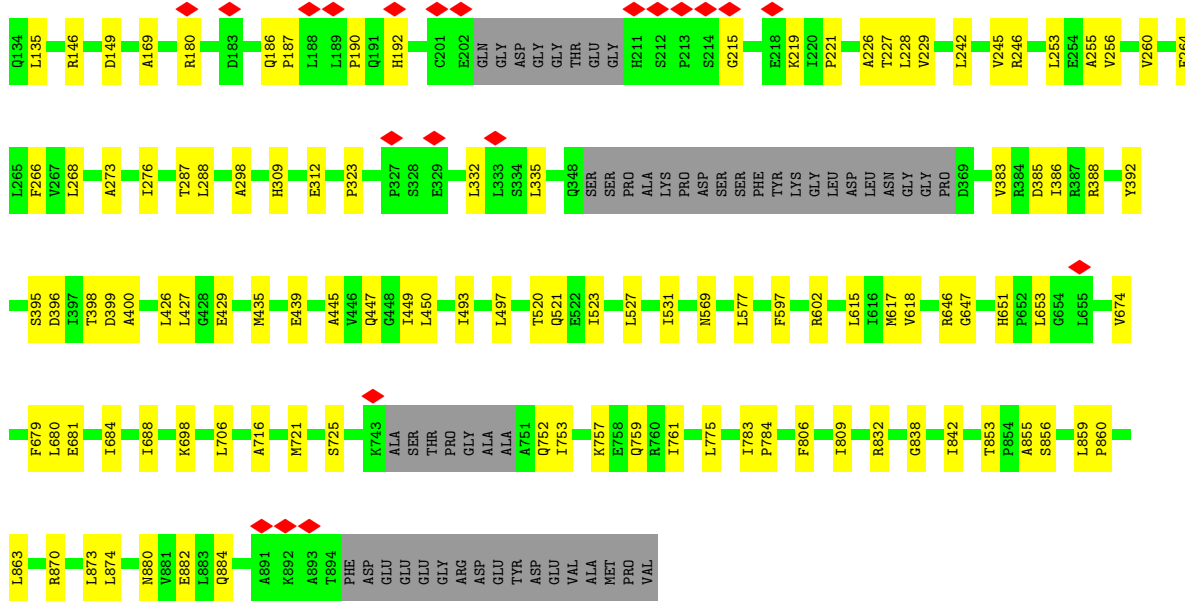 Q134 L135 R146 D149 A169 R180 D183 Q186 P187 L188 L189 P190 Q191 H192 C201 E202 GLN GLY ASP GLY GLY THR GLU GLY H211 S212 P213 S214 G215 E218 K219 I220 P221 A226 T227 L228 V229 L242 V245 R246 L253 E254 A255 V256 V260
L265 F266 V267 L268 A273 I276 T287 L288 A298 H309 E312 P323 P327 S328 E329 L332 L333 S334 L335 Q348 SER SER PRO ALA LYS PRO ASP SER SER PHE TYR LYS GLY LEU ASP LEU ASN GLY GLY PRO D369 V383 R384 D385 I386 R387 R388 Y392
S395 D396 I397 T398 D399 A400 L426 L427 G428 E429 M435 E439 A445 V446 Q447 G448 I449 L450 I493 L497 T520 Q521 E522 I523 L527 I531 N569 L577 F597 R602 L615 I616 M617 V618 R646 G647 H651 P652 L653 G654 L655 V674
F679 L680 E681 I684 I688 K698 L706 A716 M721 S725 K743 ALA SER THR PRO GLY ALA ALA A751 Q752 I753 K757 E758 Q759 R760 I761 L775 I783 P784 F806 I809 R832 G838 I842 T853 P854 A855 S856 L859 P860
L863 R870 L873 L874 N880 V881 E882 L883 Q884 A891 K892 A893 T894 PHE ASP GLU GLU GLU GLY ARG ASP GLU TYR ASP GLU VAL ALA MET PRO VAL